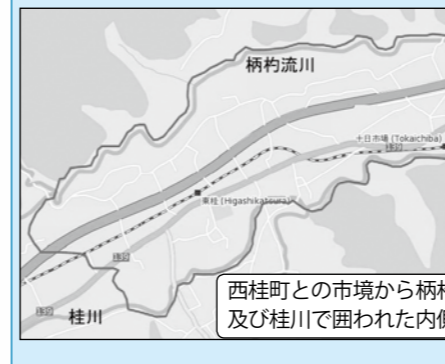 柄杓流川
十日市場 (Tokaichiba)
東桂 (Higashikatsura)
桂川
西桂町との市境から柄杓
及び桂川で囲われた内側